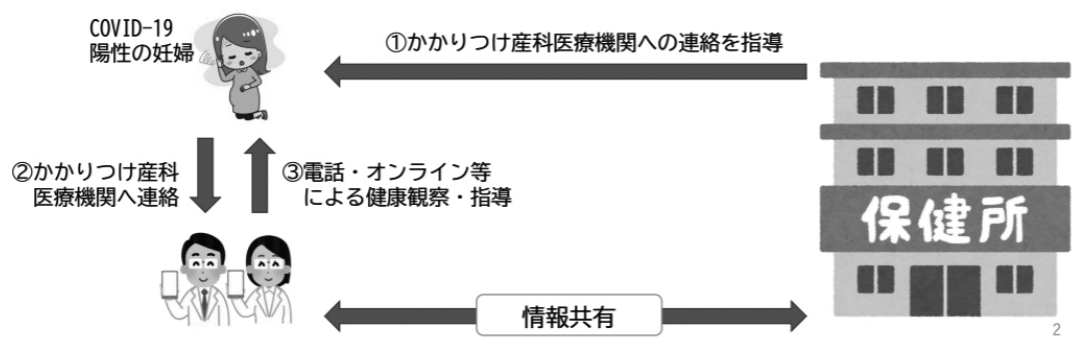 COVID-19
陽性の妊婦
①かかりつけ産科医療機関への連絡を指導
②かかりつけ産科
医療機関へ連絡
③電話・オンライン等
による健康観察・指導
保健所
情報共有
2